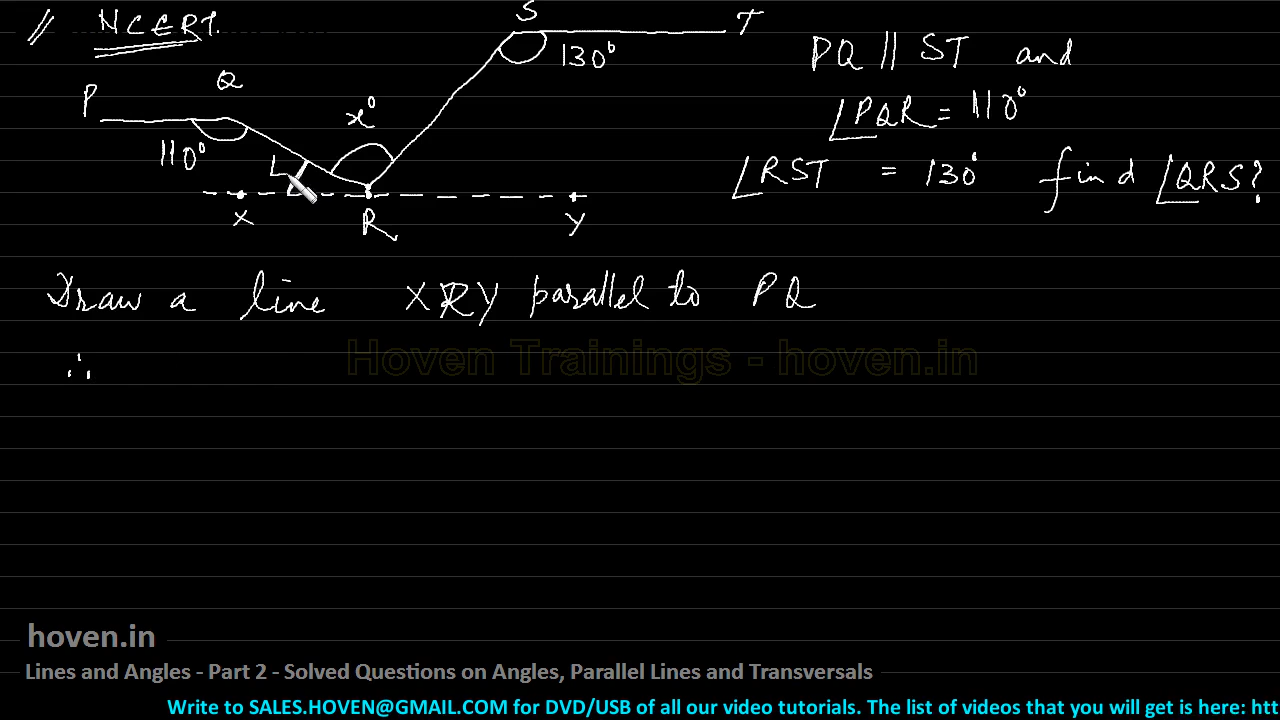 // NCERT.
S T
130°
P Q
110° x° L
X R Y
PQ || ST and
∠PQR = 110°
∠RST = 130° find ∠QRS?
Draw a line XRY parallel to PQ
∴
Hoven Trainings - hoven.in
hoven.in
Lines and Angles - Part 2 - Solved Questions on Angles, Parallel Lines and Transversals
Write to SALES.HOVEN@GMAIL.COM for DVD/USB of all our video tutorials. The list of videos that you will get is here: htt